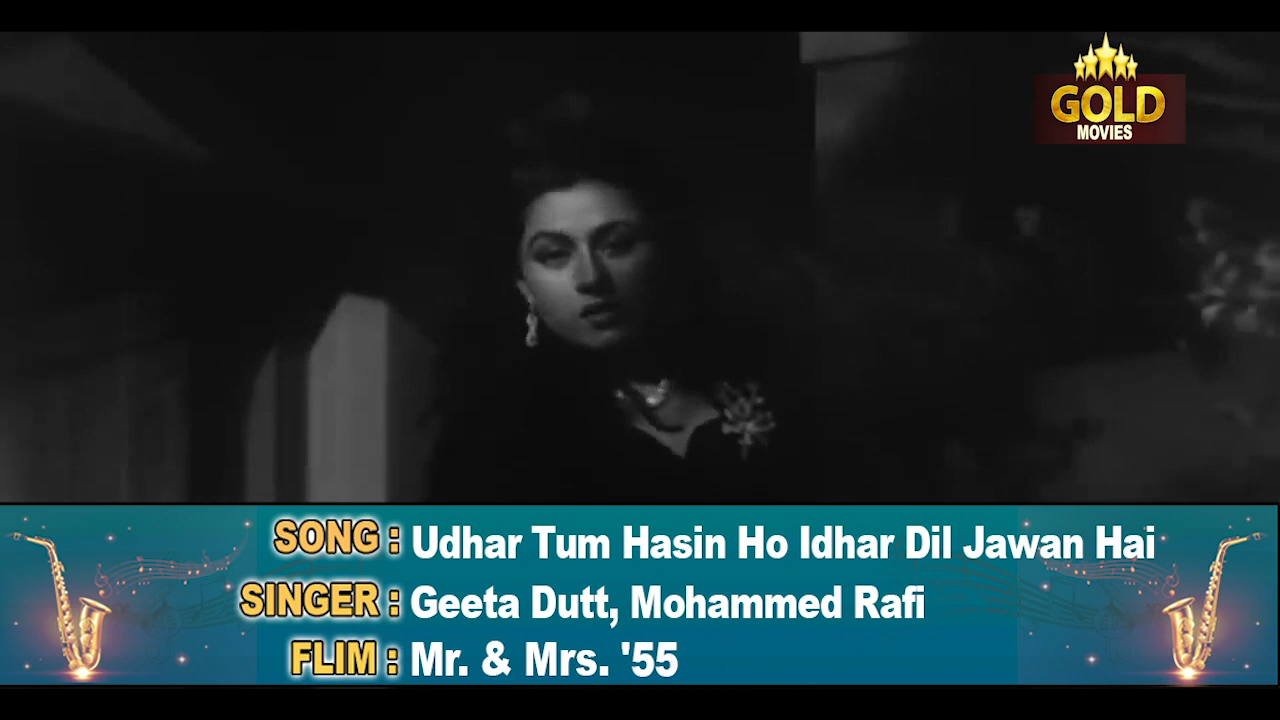 GOLD
MOVIES
SONG : Udhar Tum Hasin Ho Idhar Dil Jawan Hai
SINGER : Geeta Dutt, Mohammed Rafi
FLIM : Mr. & Mrs. '55